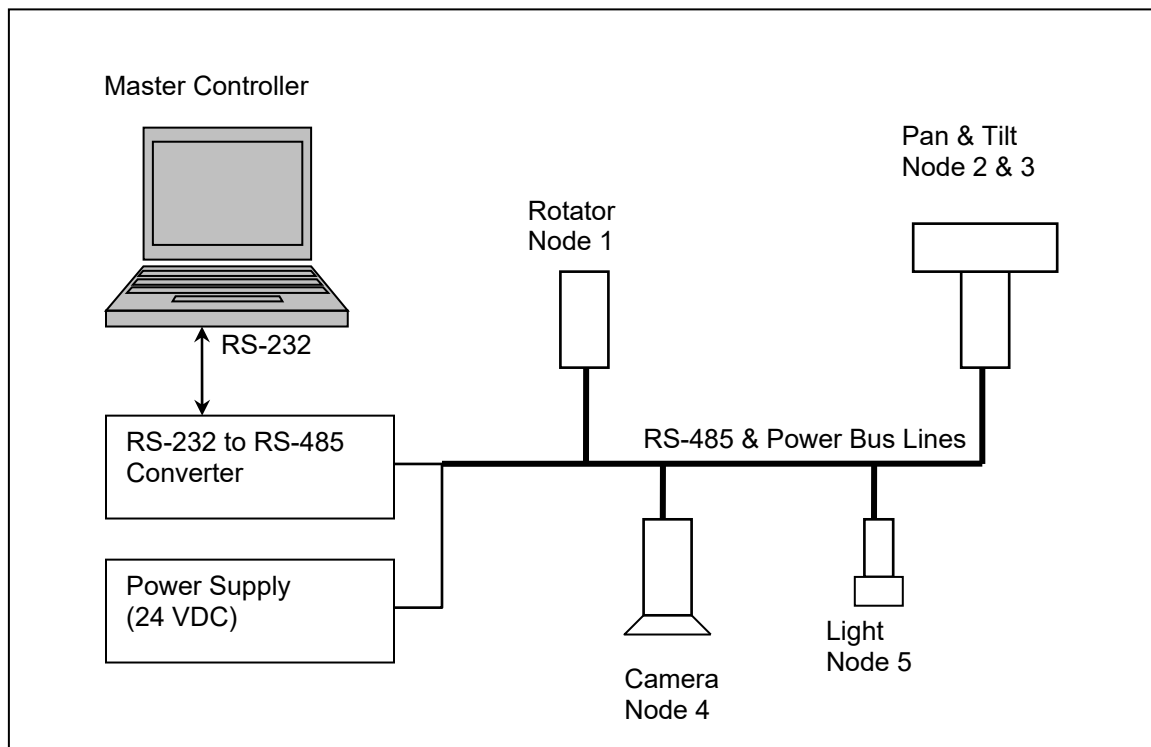 Master Controller
RS-232
RS-232 to RS-485
Converter
Power Supply
(24 VDC)
Rotator
Node 1
Pan & Tilt
Node 2 & 3
RS-485 & Power Bus Lines
Camera
Node 4
Light
Node 5